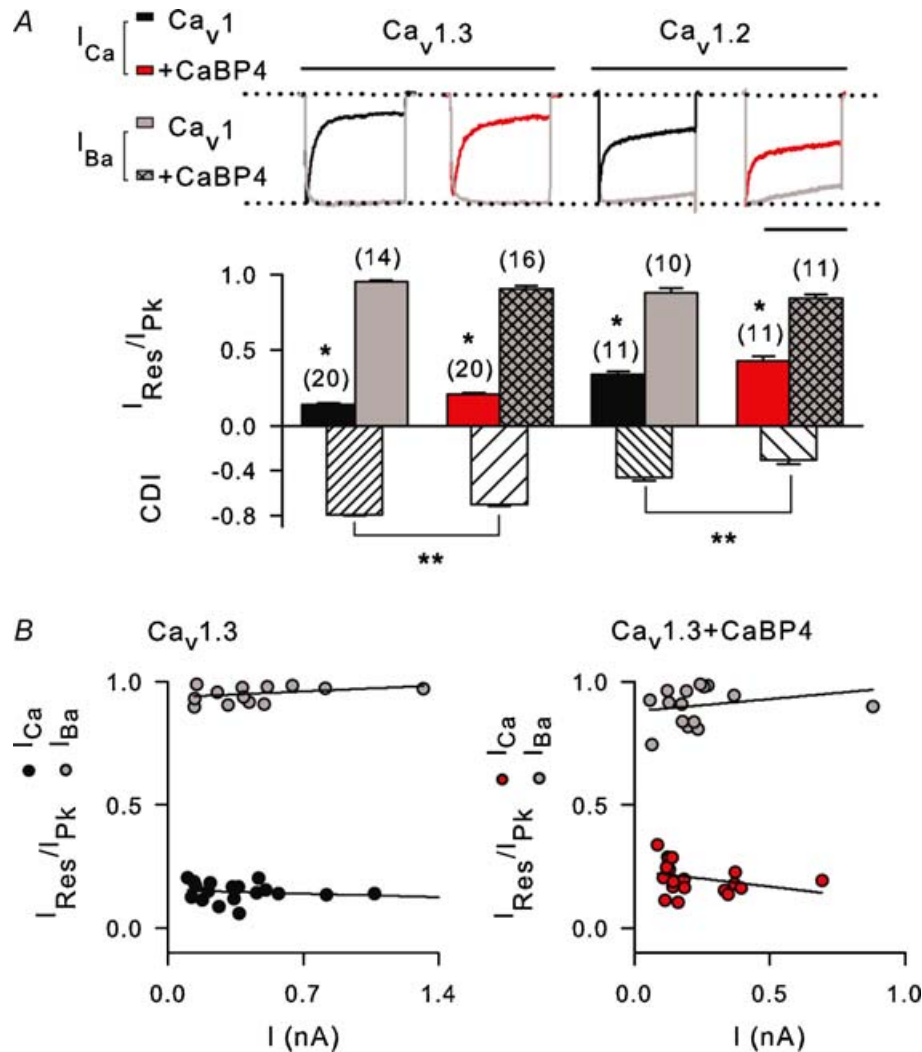 A
I Ca
Cav1
+CaBP4
I Ba
Cav1
+CaBP4
Cav1.3
Cav1.2
IRes/IPk
1.0
0.5
0.0
CDI
-0.4
-0.8
* (20)
(14)
* (20)
(16)
* (11)
(10)
* (11)
(11)
**
**
B
Cav1.3
ICa
IBa
IRes/IPk
1.0
0.5
0.0
0.0
0.7
1.4
I (nA)
Cav1.3+CaBP4
ICa
IBa
IRes/IPk
1.0
0.5
0.0
0.0
0.5
1.0
I (nA)